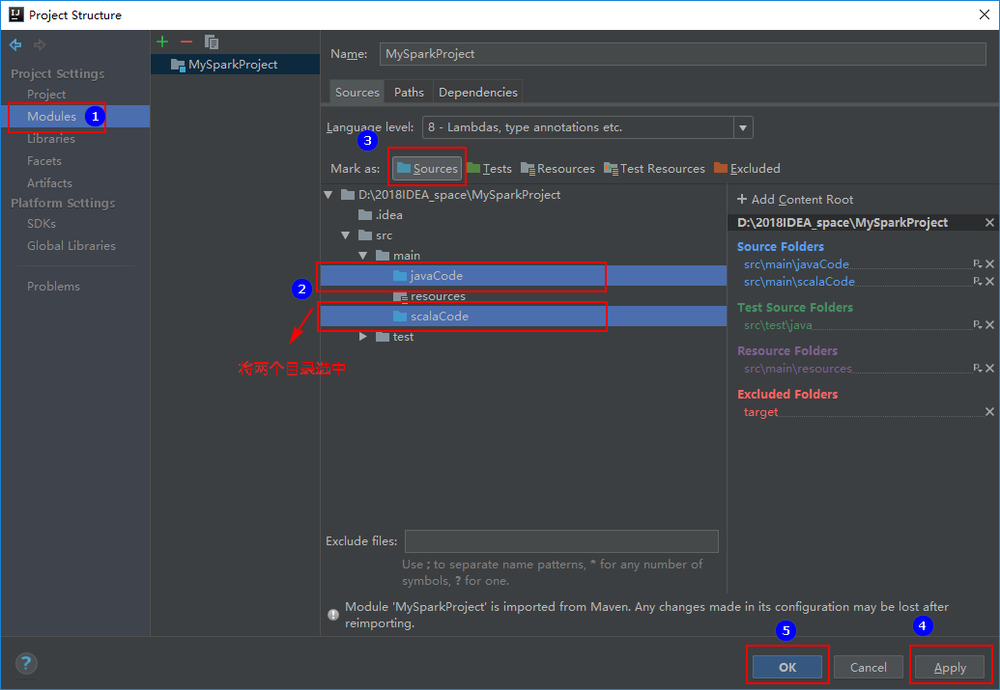 Project Structure
Project Settings
Project
Modules
1
Libraries
Facets
Artifacts
Platform Settings
SDKs
Global Libraries
Problems
MySparkProject
Name: MySparkProject
Sources Paths Dependencies
Language level: 8 - Lambdas, type annotations etc.
3
Mark as: Sources Tests Resources Test Resources Excluded
D:\2018IDEA_space\MySparkProject
.idea
src
main
javaCode
2
resources
scalaCode
test
将两个目录选中
+ Add Content Root
D:\2018IDEA_space\MySparkProject
Source Folders
src\main\javaCode
src\main\scalaCode
Test Source Folders
src\test\java
Resource Folders
src\main\resources
Excluded Folders
target
Exclude files:
Use ; to separate name patterns, * for any number of
symbols, ? for one.
Module 'MySparkProject' is imported from Maven. Any changes made in its configuration may be lost after
reimporting.
5
4
? OK Cancel Apply